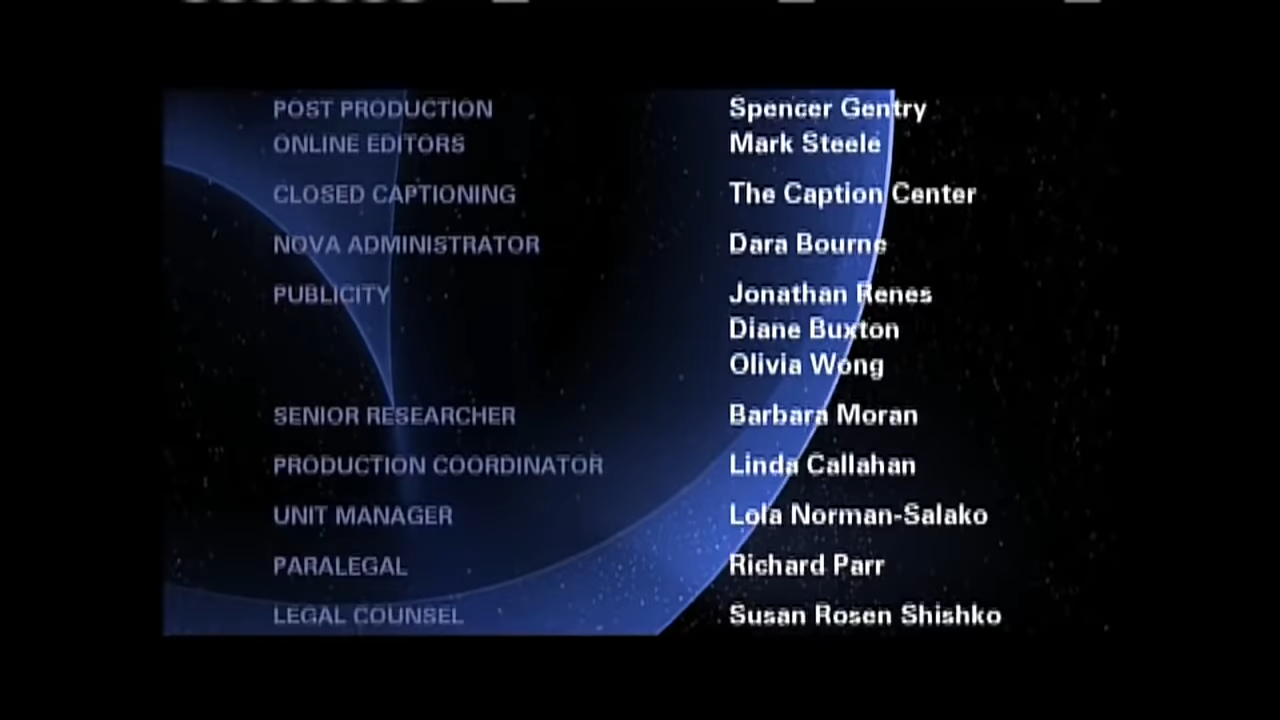 POST PRODUCTION Spencer Gentry
ONLINE EDITORS Mark Steele
CLOSED CAPTIONING The Caption Center
NOVA ADMINISTRATOR Dara Bourne
PUBLICITY Jonathan Renes
Diane Buxton
Olivia Wong
SENIOR RESEARCHER Barbara Moran
PRODUCTION COORDINATOR Linda Callahan
UNIT MANAGER Lola Norman-Salako
PARALEGAL Richard Parr
LEGAL COUNSEL Susan Rosen Shishko